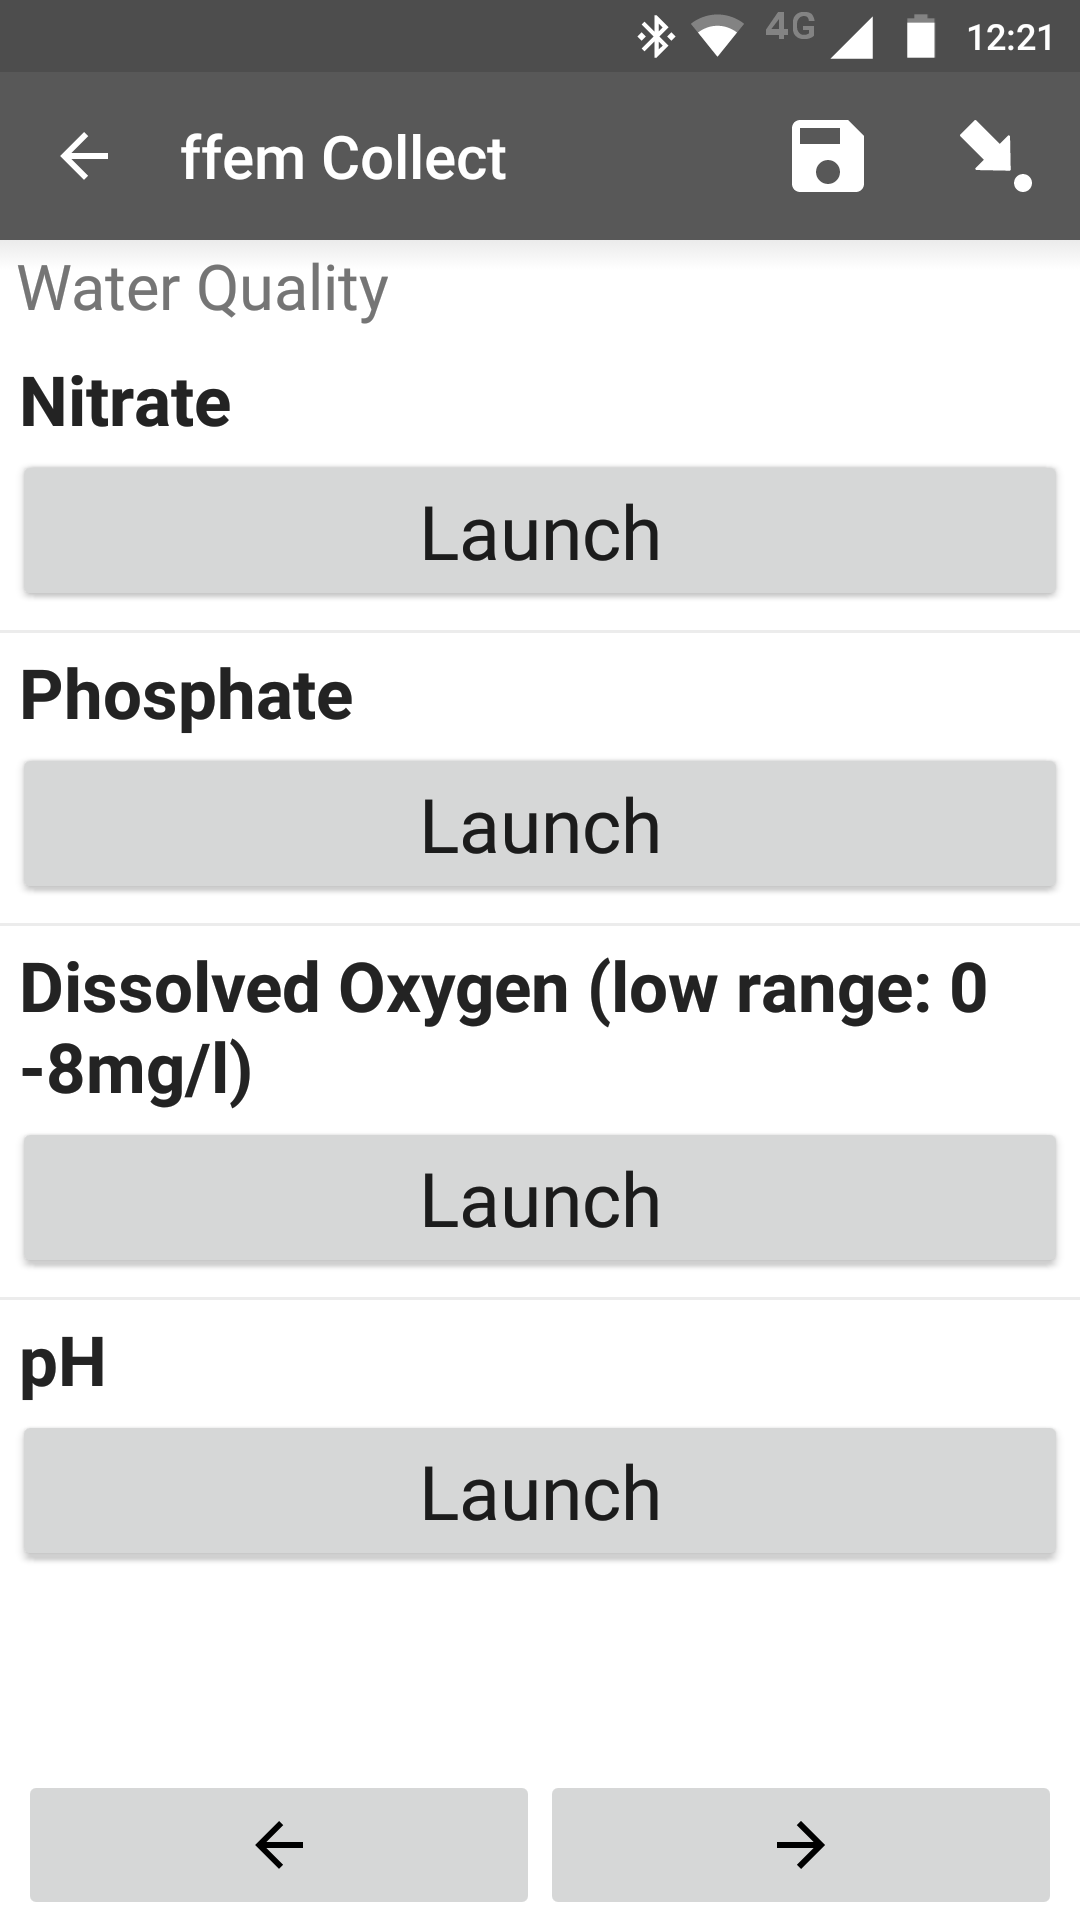 4G 12:21
ffem Collect
Water Quality
Nitrate
Launch
Phosphate
Launch
Dissolved Oxygen (low range: 0
-8mg/l)
Launch
pH
Launch